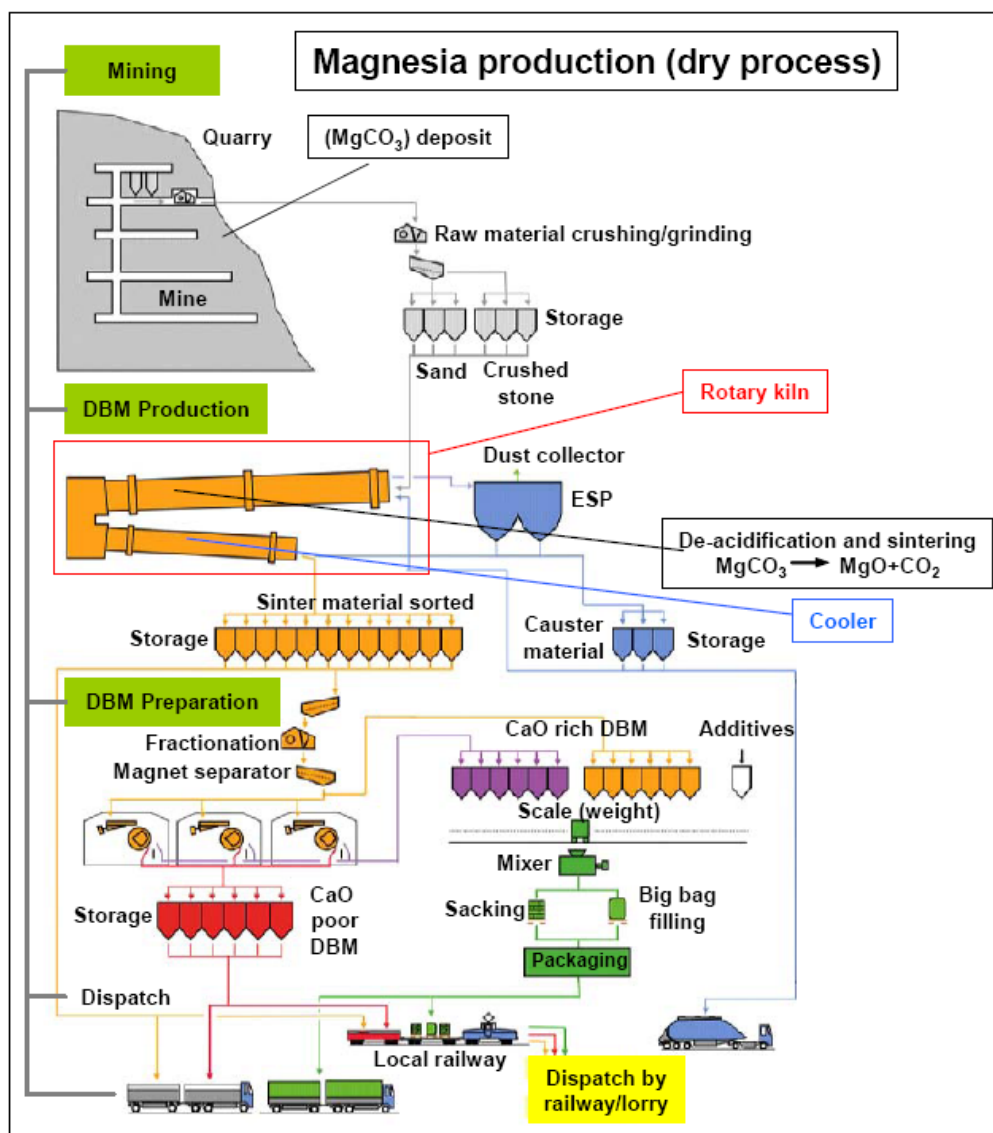 Mining
Magnesia production (dry process)
Quarry
(MgCO₃) deposit
Raw material crushing/grinding
Mine
Storage
Sand
Crushed
stone
DBM Production
Rotary kiln
Dust collector
ESP
De-acidification and sintering
MgCO₃ → MgO+CO₂
Sinter material sorted
Storage
Causter
material
Storage
Cooler
DBM Preparation
Fractionation
Magnet separator
CaO rich DBM
Additives
Scale (weight)
Mixer
Storage
CaO
poor
DBM
Sacking
Big bag
filling
Packaging
Dispatch
Local railway
Dispatch by
railway/lorry